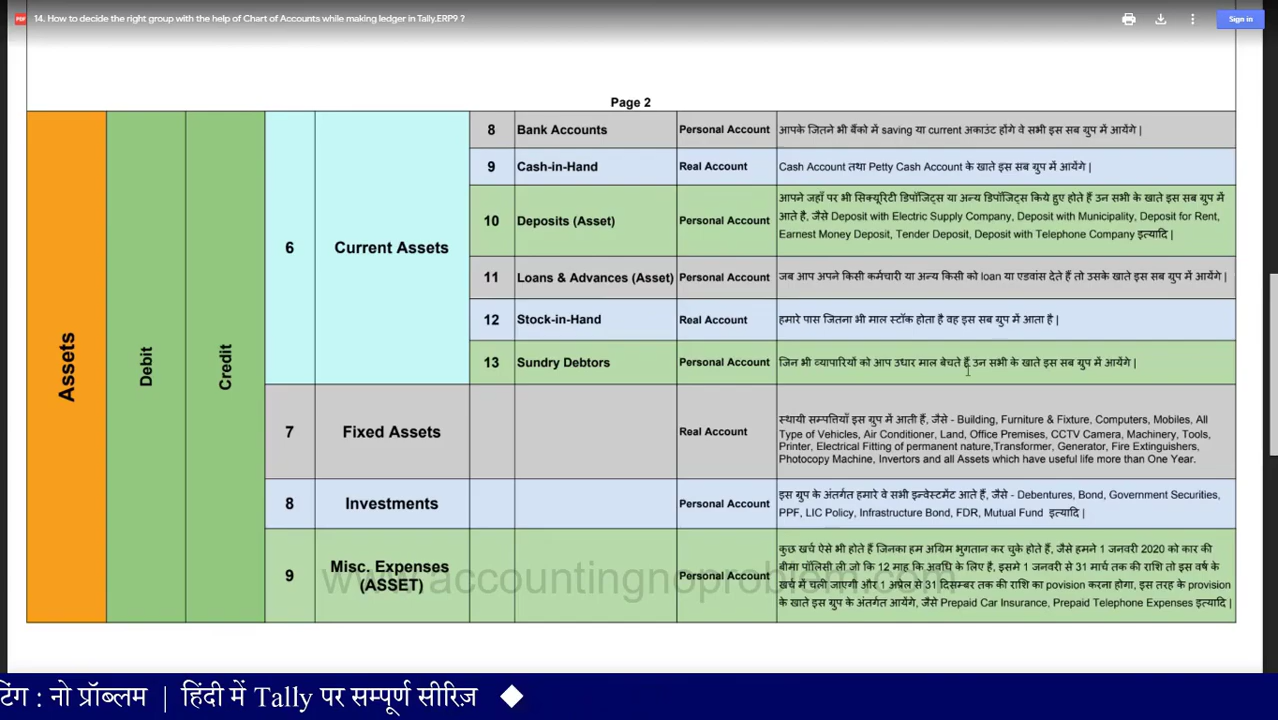 14. How to decide the right group with the help of Chart of Accounts while making ledger in Tally.ERP9 ?
Sign in
Page 2
Assets
Debit
Credit
6
Current Assets
8
Bank Accounts
Personal Account
आपके जितने भी बैंको में saving या current अकाउंट होंगे वे सभी इस सब ग्रुप में आयेंगे |
9
Cash-in-Hand
Real Account
Cash Account तथा Petty Cash Account के खाते इस सब ग्रुप में आयेंगे |
10
Deposits (Asset)
Personal Account
आपने जहाँ पर भी सिक्यूरिटी डिपॉजिट्स या अन्य डिपॉजिट्स किये हुए होते हैं उन सभी के खाते इस सब ग्रुप में
आते है, जैसे Deposit with Electric Supply Company, Deposit with Municipality, Deposit for Rent,
Earnest Money Deposit, Tender Deposit, Deposit with Telephone Company इत्यादि |
11
Loans & Advances (Asset)
Personal Account
जब आप अपने किसी कर्मचारी या अन्य किसी को loan या एडवांस देते हैं तो उसके खाते इस सब ग्रुप में आयेंगे |
12
Stock-in-Hand
Real Account
हमारे पास जितना भी माल स्टॉक होता है वह इस सब ग्रुप में आता है |
13
Sundry Debtors
Personal Account
जिन भी व्यापारियों को आप उधार माल बेचते हैं उन सभी के खाते इस सब ग्रुप में आयेंगे |
7
Fixed Assets
Real Account
स्थायी सम्पत्तियाँ इस ग्रुप में आती हैं, जैसे - Building, Furniture & Fixture, Computers, Mobiles, All
Type of Vehicles, Air Conditioner, Land, Office Premises, CCTV Camera, Machinery, Tools,
Printer, Electrical Fitting of permanent nature,Transformer, Generator, Fire Extinguishers,
Photocopy Machine, Invertors and all Assets which have useful life more than One Year.
8
Investments
Personal Account
इस ग्रुप के अंतर्गत हमारे वे सभी इन्वेस्टमेंट आते हैं, जैसे - Debentures, Bond, Government Securities,
PPF, LIC Policy, Infrastructure Bond, FDR, Mutual Fund इत्यादि |
9
Misc. Expenses
(ASSET)
Personal Account
कुछ खर्च ऐसे भी होते हैं जिनका हम अग्रिम भुगतान कर चुके होते हैं, जैसे हमने 1 जनवरी 2020 को कार की
बीमा पॉलिसी ली जो कि 12 माह कि अवधि के लिए है, इसमे 1 जनवरी से 31 मार्च तक की राशि तो इस वर्ष के
खर्च में चली जाएगी और 1 अप्रेल से 31 दिसम्बर तक की राशि का povision करना होगा, इस तरह के provision
के खाते इस ग्रुप के अंतर्गत आयेंगे, जैसे Prepaid Car Insurance, Prepaid Telephone Expenses इत्यादि |
www.accountingnoproblem.com
टिंग : नो प्रॉब्लम | हिंदी में Tally पर सम्पूर्ण सीरिज़